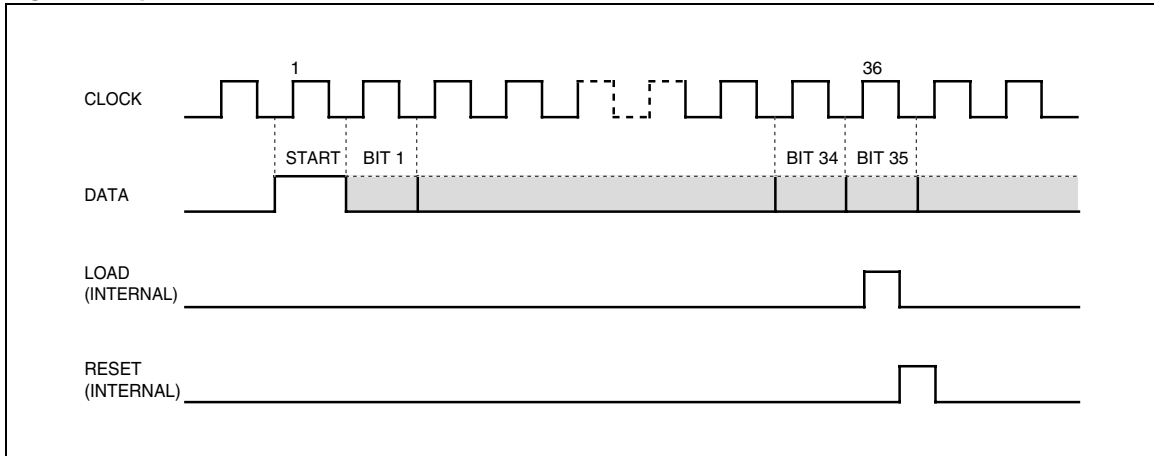 1 36
CLOCK
START BIT 1 BIT 34 BIT 35
DATA
LOAD
(INTERNAL)
RESET
(INTERNAL)